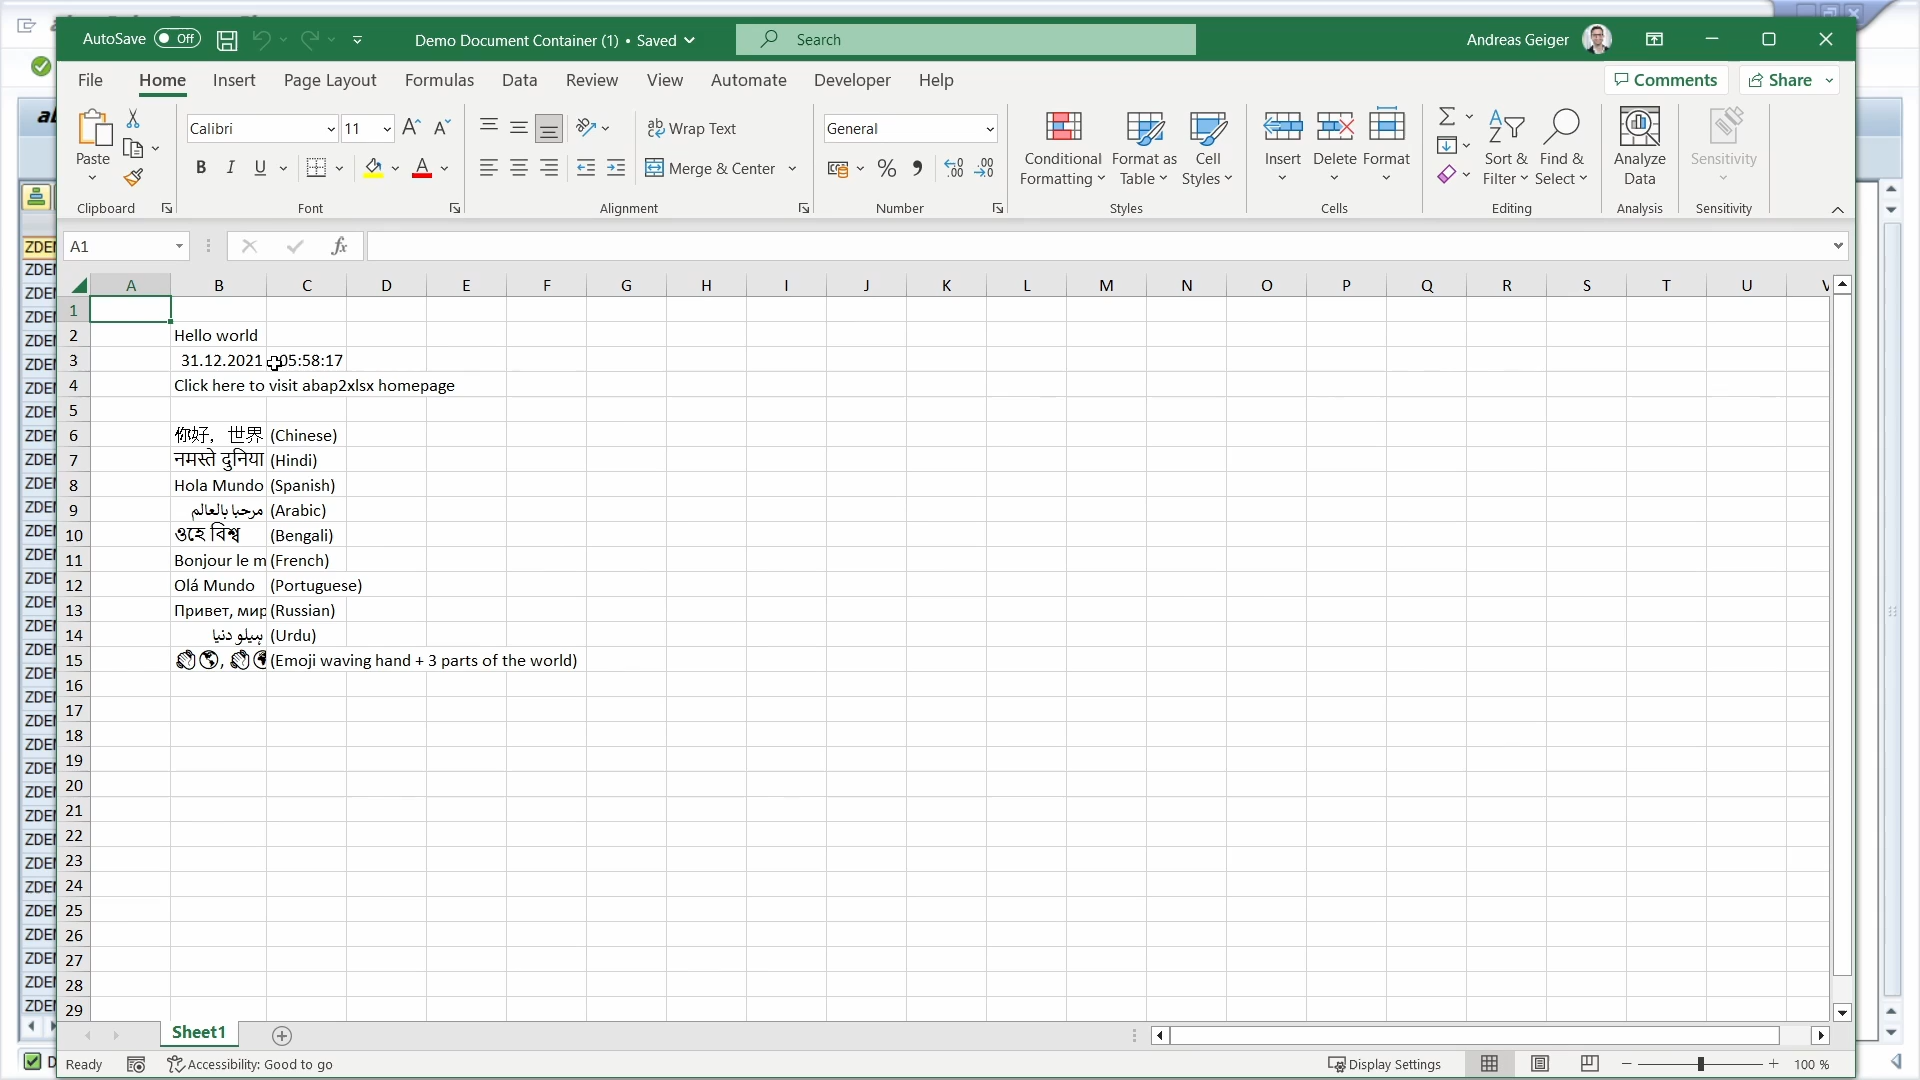 AutoSave Off Demo Document Container (1) • Saved Search Andreas Geiger
File Home Insert Page Layout Formulas Data Review View Automate Developer Help Comments Share
Paste Calibri 11 Wrap Text General Conditional Formatting Format as Table Cell Styles Insert Delete Format Sort & Filter Find & Select Analyze Data Sensitivity
B I U Merge & Center %
Clipboard Font Alignment Number Styles Cells Editing Analysis Sensitivity
A1 fx
A B C D E F G H I J K L M N O P Q R S T U
1
2 Hello world
3 31.12.2021 05:58:17
4 Click here to visit abap2xlsx homepage
5
6 你好，世界 (Chinese)
7 नमस्ते दुनिया (Hindi)
8 Hola Mundo (Spanish)
9 مرحبا بالعالم (Arabic)
10 ওহে বিশ্ব (Bengali)
11 Bonjour le m (French)
12 Olá Mundo (Portuguese)
13 Привет, мир (Russian)
14 ہیلو دنیا (Urdu)
15 (Emoji waving hand + 3 parts of the world)
16
17
18
19
20
21
22
23
24
25
26
27
28
29
Sheet1
Ready Accessibility: Good to go Display Settings 100 %